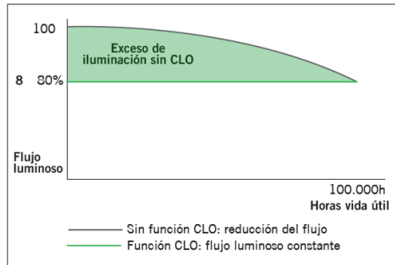 100
Exceso de
iluminación sin CLO
8 80%
Flujo
luminoso
100.000h
Horas vida útil
Sin función CLO: reducción del flujo
Función CLO: flujo luminoso constante